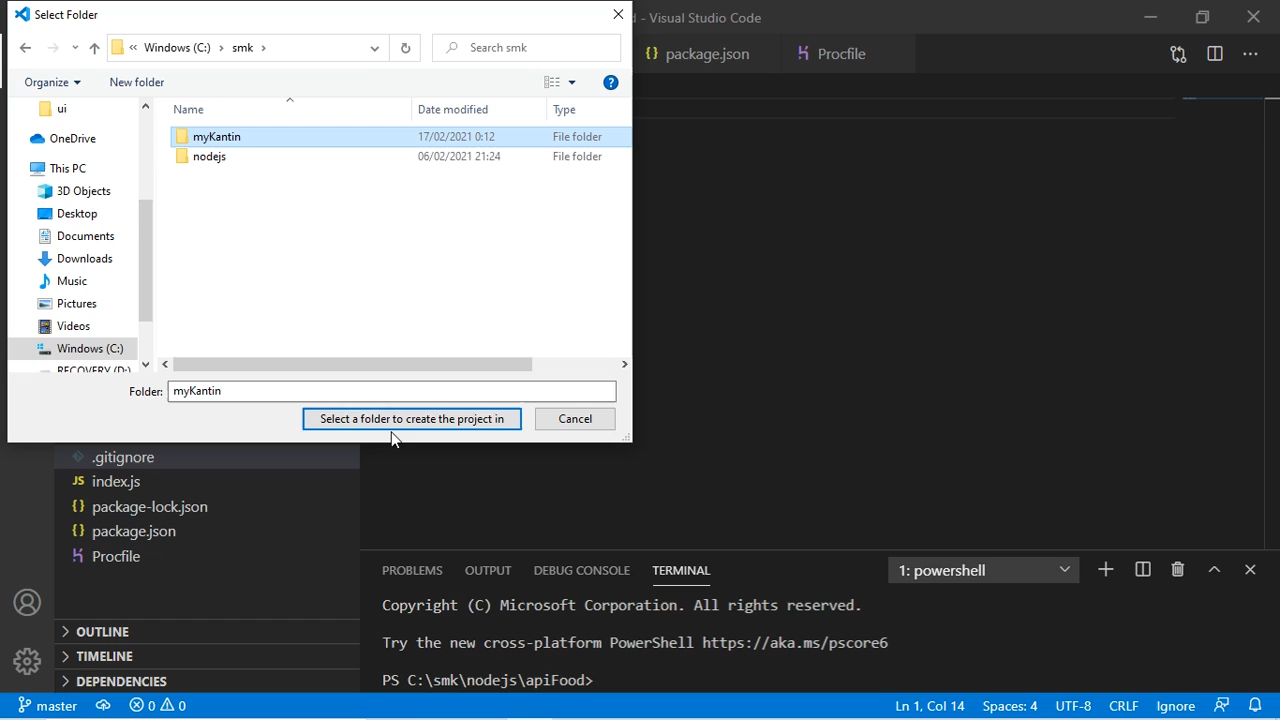 Select Folder
d - Visual Studio Code
Windows (C:) smk
Search smk
package.json
Procfile
Organize
New folder
ui
OneDrive
This PC
3D Objects
Desktop
Documents
Downloads
Music
Pictures
Videos
Windows (C:)
RECOVERY (D:)
Name Date modified Type
myKantin 17/02/2021 0:12 File folder
nodejs 06/02/2021 21:24 File folder
Folder: myKantin
Select a folder to create the project in
Cancel
.gitignore
JS index.js
{} package-lock.json
{} package.json
Procfile
OUTLINE
TIMELINE
DEPENDENCIES
PROBLEMS OUTPUT DEBUG CONSOLE TERMINAL
1: powershell
Copyright (C) Microsoft Corporation. All rights reserved.
Try the new cross-platform PowerShell https://aka.ms/pscore6
PS C:\smk\nodejs\apiFood>
master 0 0
Ln 1, Col 14 Spaces: 4 UTF-8 CRLF Ignore